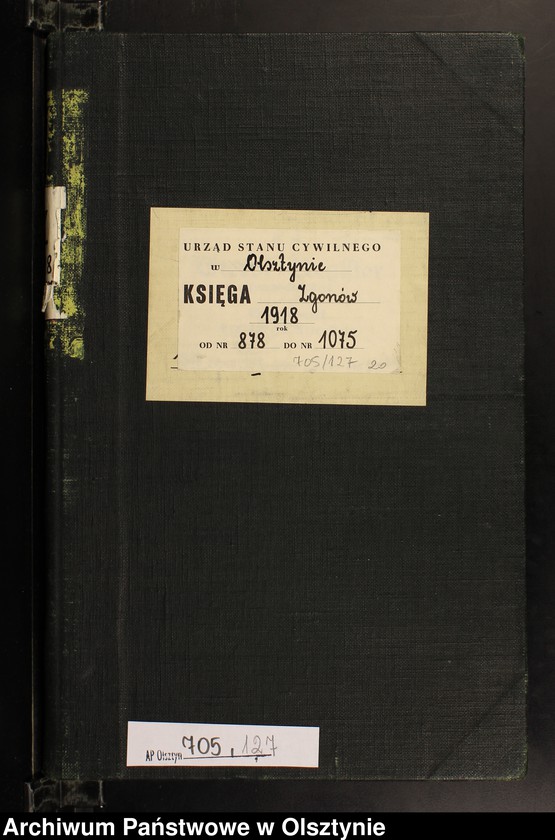 URZĄD STANU CYWILNEGO
w Olsztynie
KSIĘGA Zgonów
1918
rok
OD NR 878 DO NR 1075
705/127 20
AP Olsztyn 705, 127
Archiwum Państwowe w Olsztynie